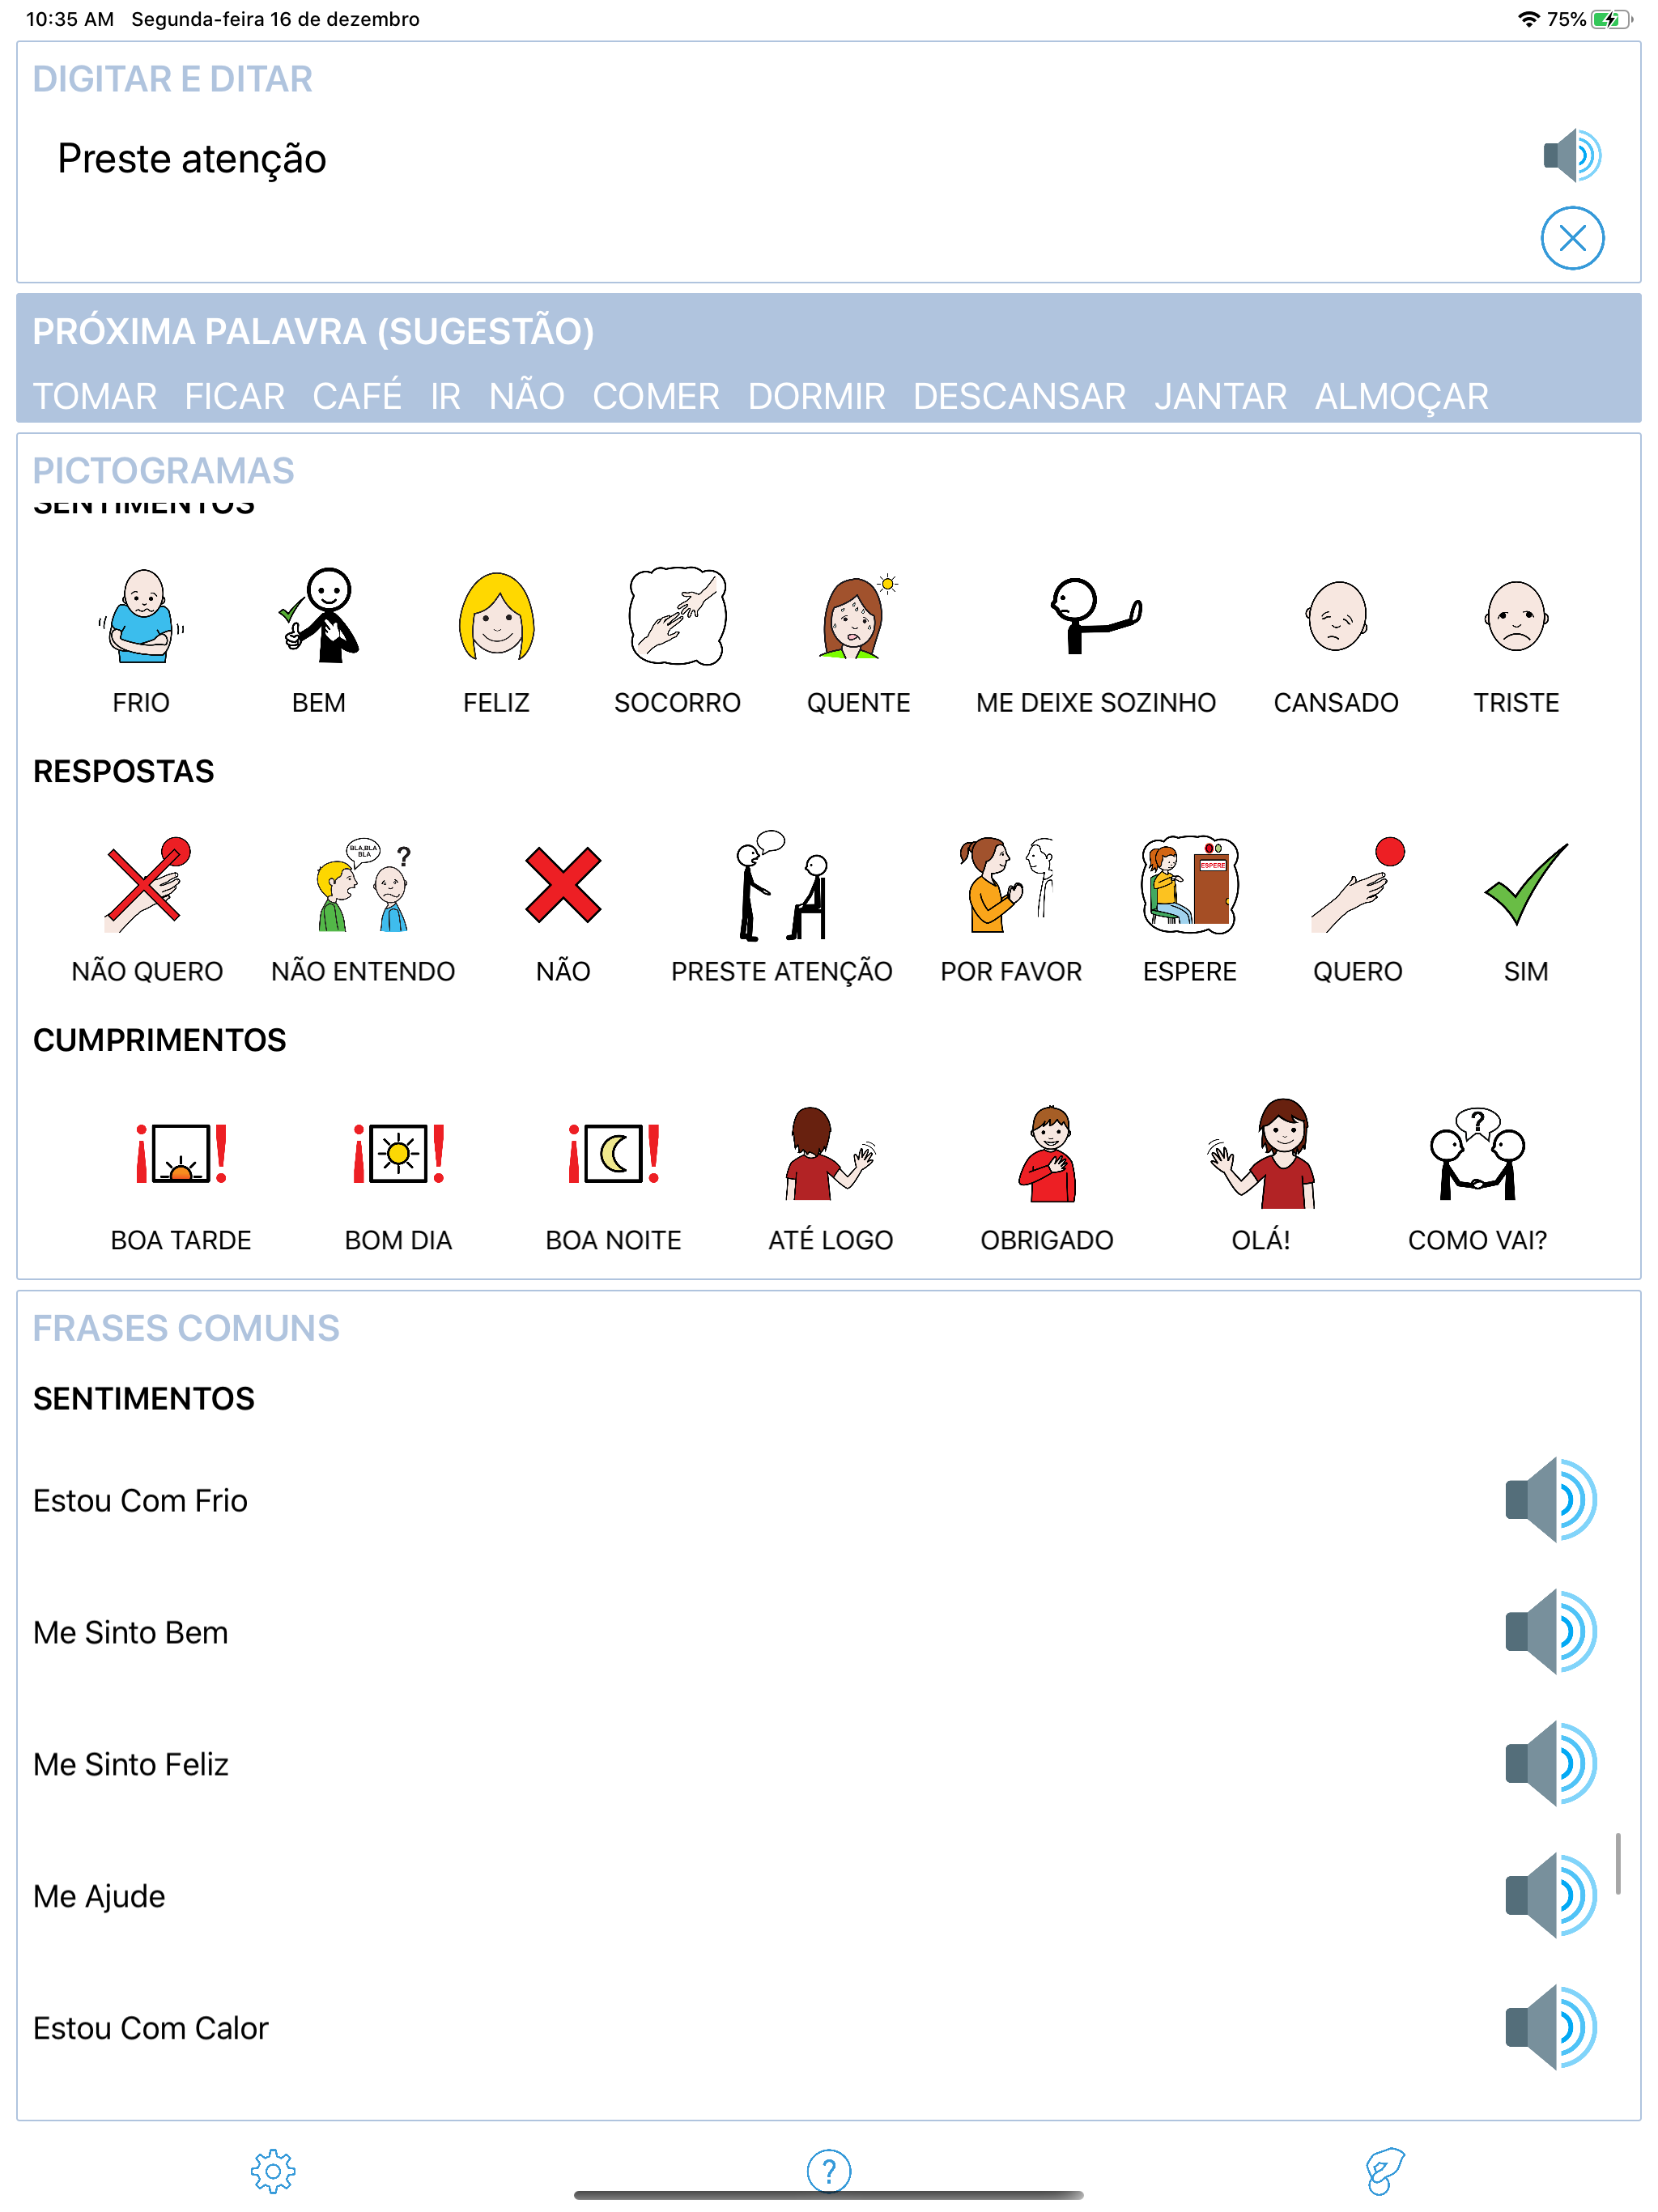 10:35 AM Segunda-feira 16 de dezembro 75%
DIGITAR E DITAR
Preste atenção
PRÓXIMA PALAVRA (SUGESTÃO)
TOMAR FICAR CAFÉ IR NÃO COMER DORMIR DESCANSAR JANTAR ALMOÇAR
PICTOGRAMAS
SENTIMENTOS
FRIO BEM FELIZ SOCORRO QUENTE ME DEIXE SOZINHO CANSADO TRISTE
RESPOSTAS
BLA,BLA
BLA
?
ESPERE
NÃO QUERO NÃO ENTENDO NÃO PRESTE ATENÇÃO POR FAVOR ESPERE QUERO SIM
CUMPRIMENTOS
¡ ! ¡ ! ¡ ! ?
BOA TARDE BOM DIA BOA NOITE ATÉ LOGO OBRIGADO OLÁ! COMO VAI?
FRASES COMUNS
SENTIMENTOS
Estou Com Frio
Me Sinto Bem
Me Sinto Feliz
Me Ajude
Estou Com Calor
?